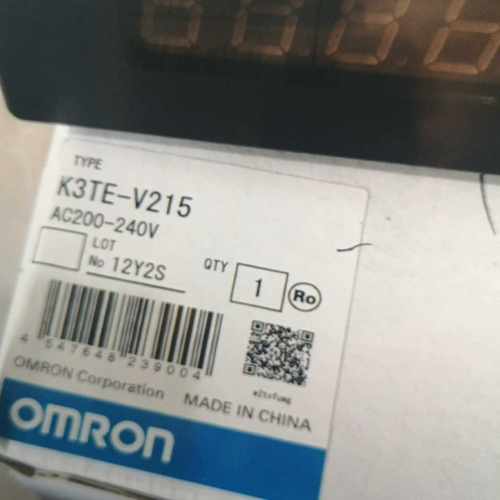 TYPE
K3TE-V215
AC200-240V
LOT
No 12Y2S
QTY
1
Ro
4 547648 239004
OMRON Corporation
MADE IN CHINA
OMRON